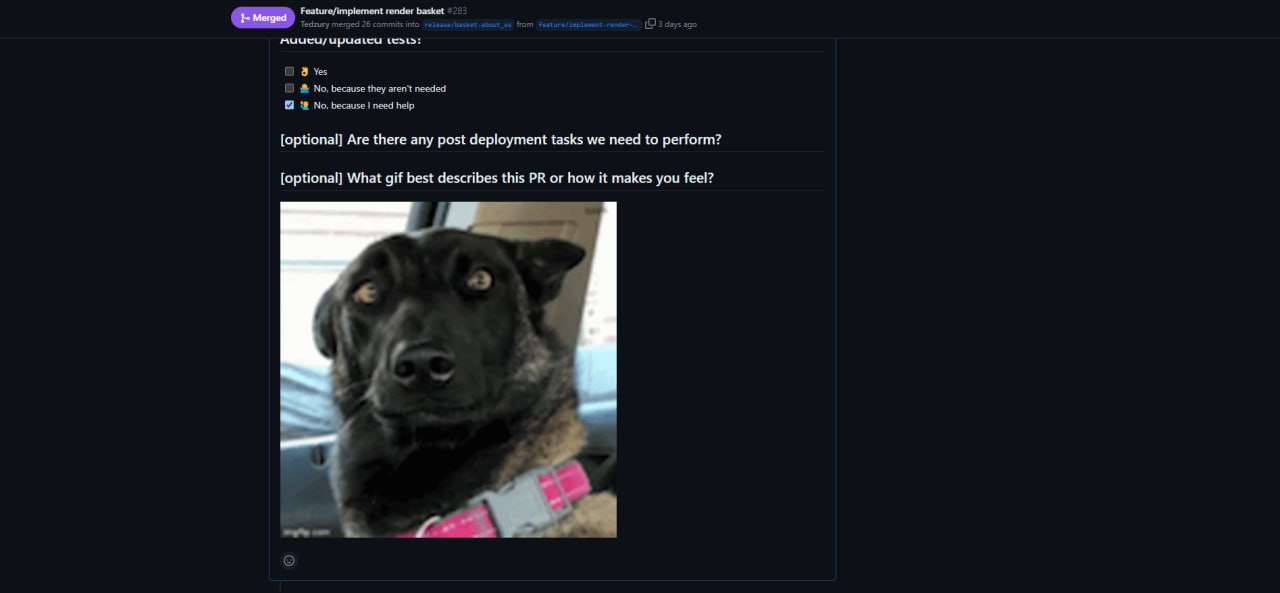 Merged
Feature/implement render basket #283
Tedzury merged 26 commits into release/basket-about_us from feature/implement-render-… 3 days ago
Added/updated tests?
Yes
No, because they aren't needed
No, because I need help
[optional] Are there any post deployment tasks we need to perform?
[optional] What gif best describes this PR or how it makes you feel?
imgflip.com